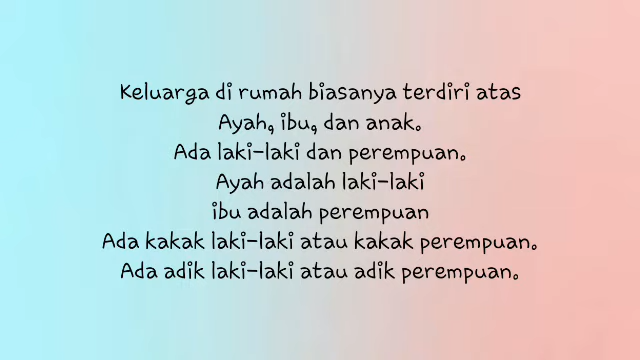 Keluarga di rumah biasanya terdiri atas
Ayah, ibu, dan anak.
Ada laki-laki dan perempuan.
Ayah adalah laki-laki
ibu adalah perempuan
Ada kakak laki-laki atau kakak perempuan.
Ada adik laki-laki atau adik perempuan.